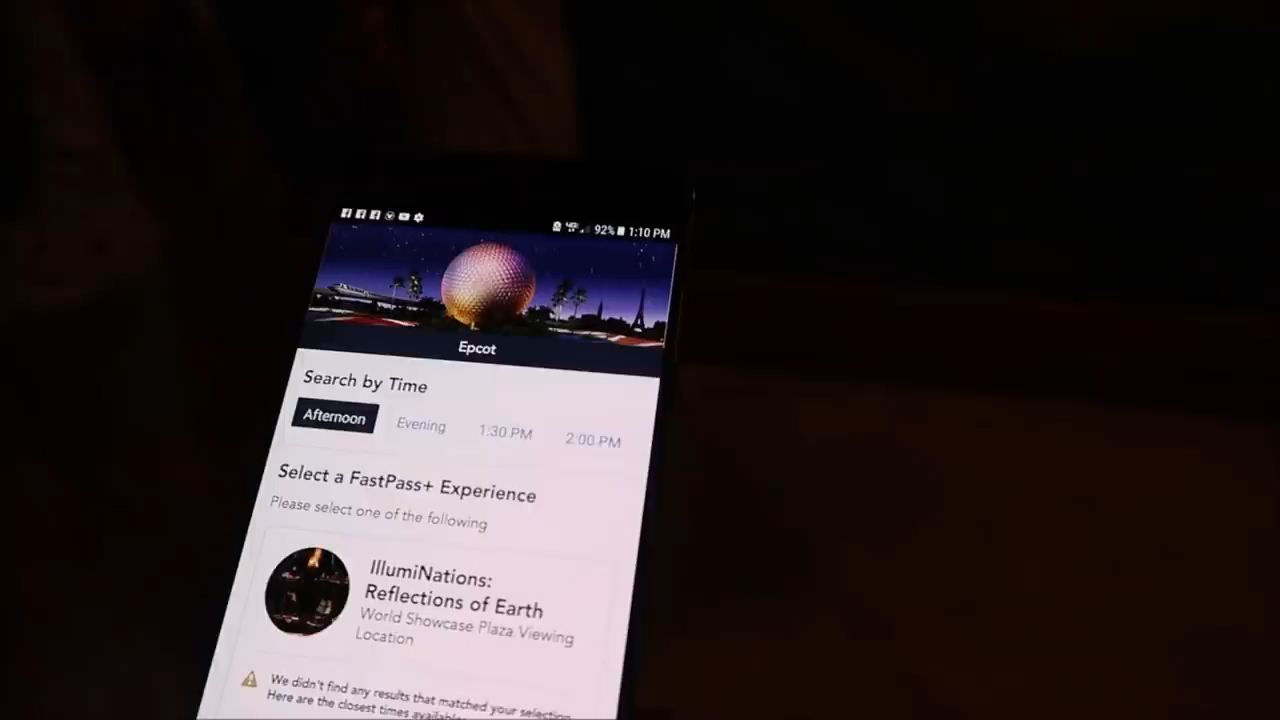 92% 1:10 PM
Epcot
Search by Time
Afternoon Evening 1:30 PM 2:00 PM
Select a FastPass+ Experience
Please select one of the following
IllumiNations:
Reflections of Earth
World Showcase Plaza Viewing
Location
We didn't find any results that matched your selection.
Here are the closest times available